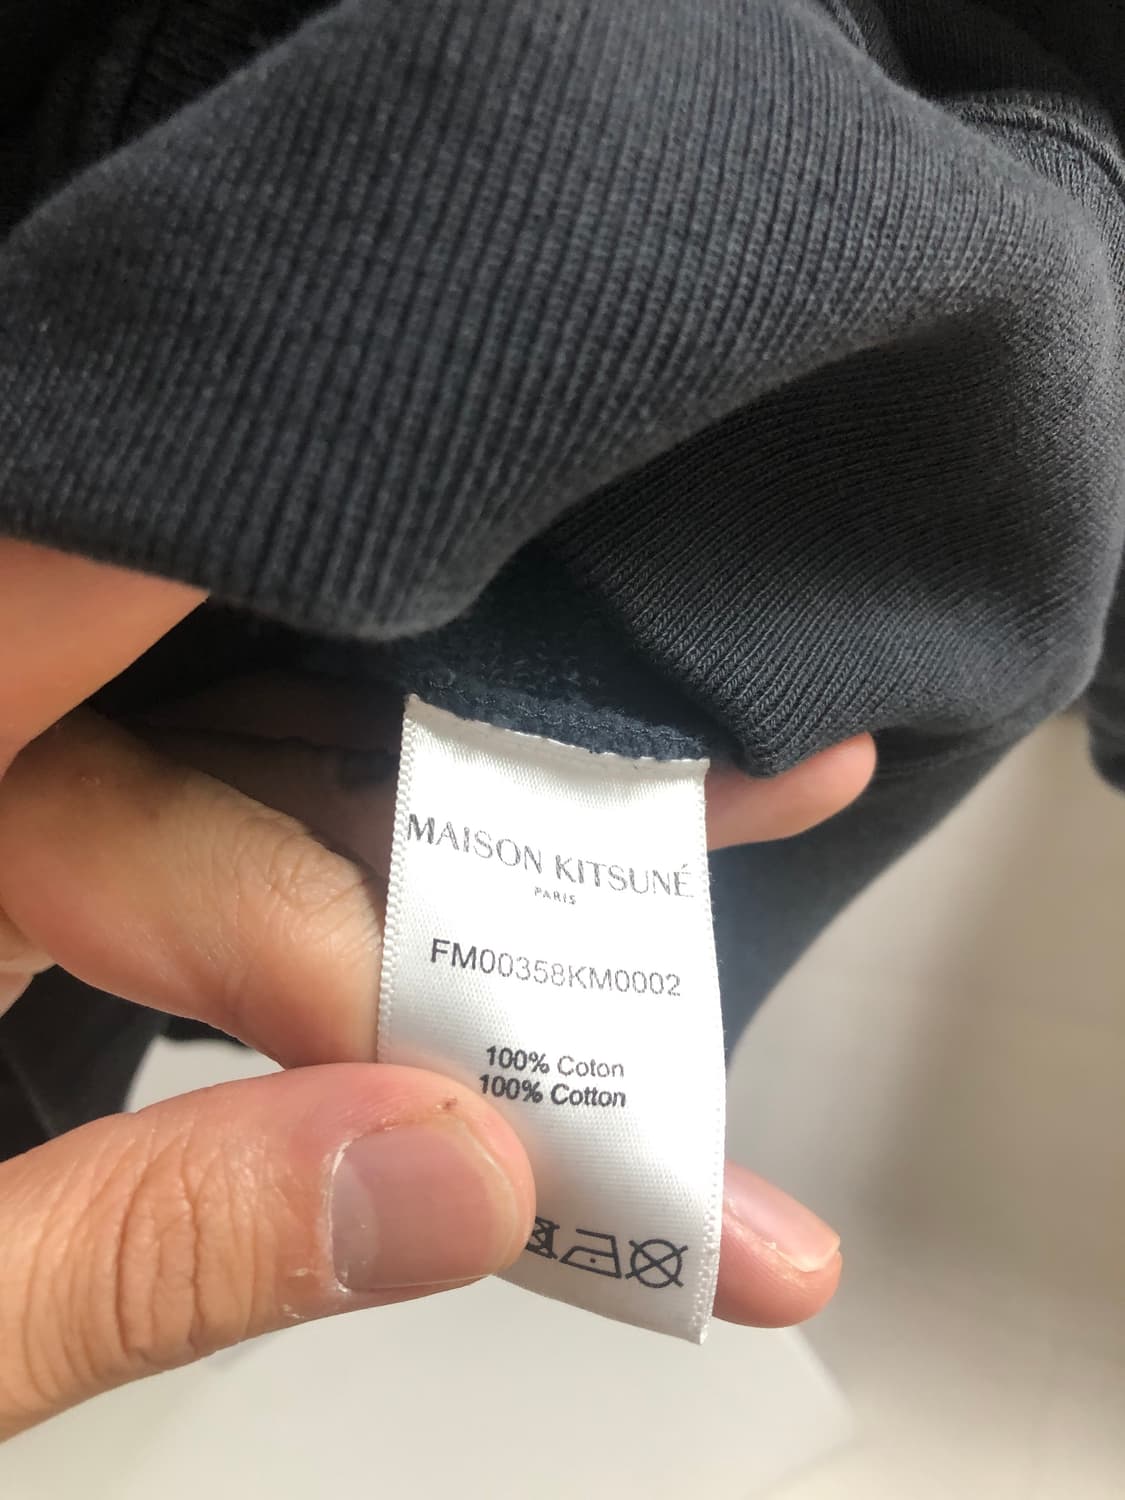 MAISON KITSUNÉ
PARIS
FM00358KM0002
100% Coton
100% Cotton